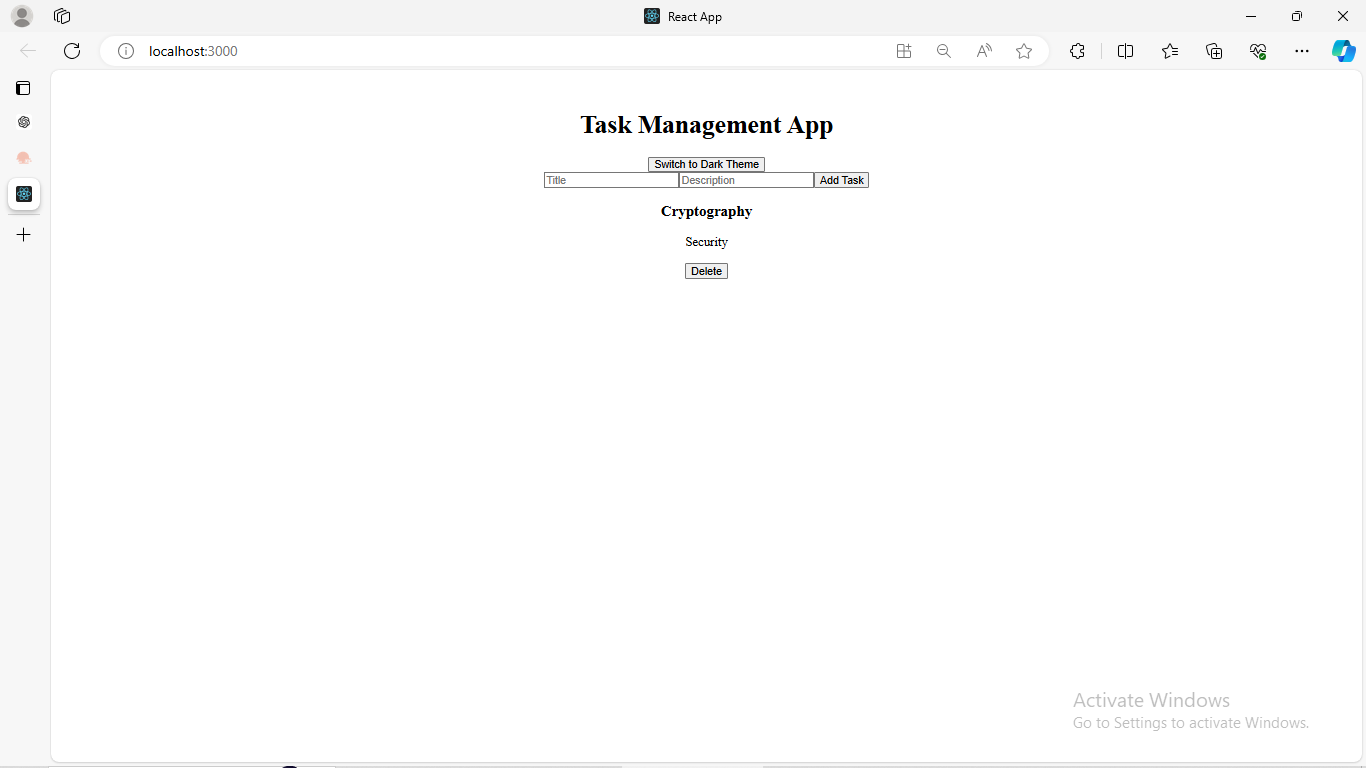 React App
localhost:3000
Task Management App
Switch to Dark Theme
Title Description Add Task
Cryptography
Security
Delete
Activate Windows
Go to Settings to activate Windows.